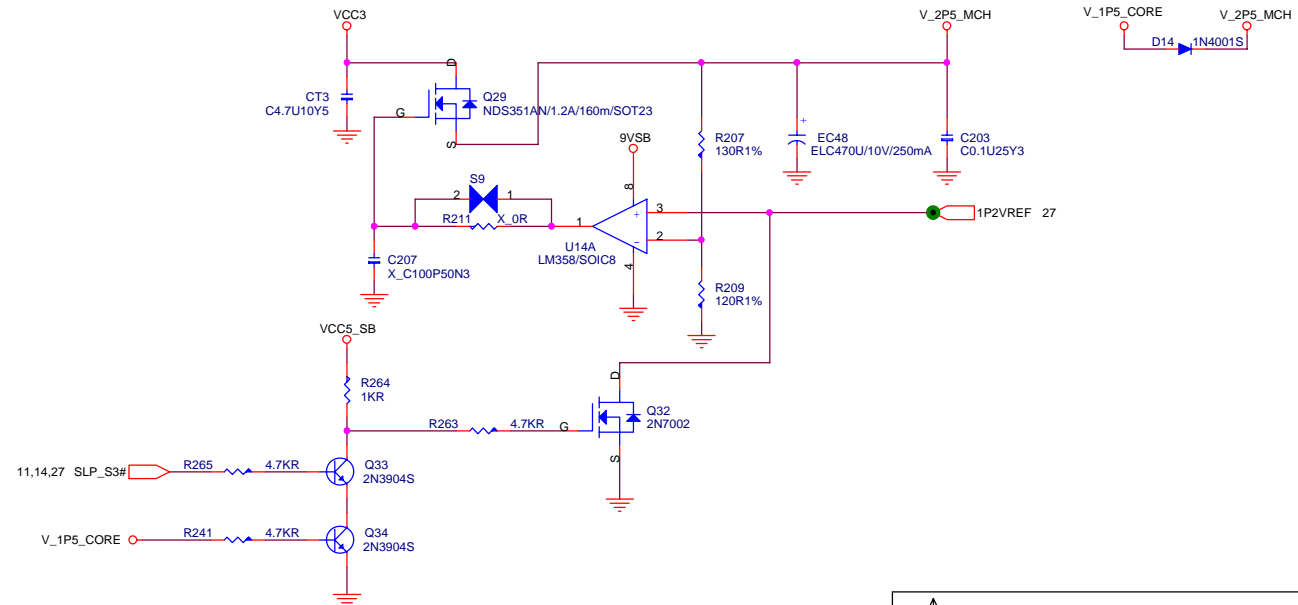 VCC3
V_2P5_MCH
V_1P5_CORE
V_2P5_MCH
D14
1N4001S
D
CT3
C4.7U10Y5
Q29
NDS351AN/1.2A/160m/SOT23
G
S
9VSB
R207
130R1%
+
EC48
ELC470U/10V/250mA
C203
C0.1U25Y3
S9
2
1
8
R211
X_0R
1
+
3
1P2VREF
27
-
2
U14A
LM358/SOIC8
4
C207
X_C100P50N3
R209
120R1%
VCC5_SB
R264
1KR
D
R263
4.7KR
G
Q32
2N7002
S
11,14,27
SLP_S3#
R265
4.7KR
Q33
2N3904S
V_1P5_CORE
R241
4.7KR
Q34
2N3904S